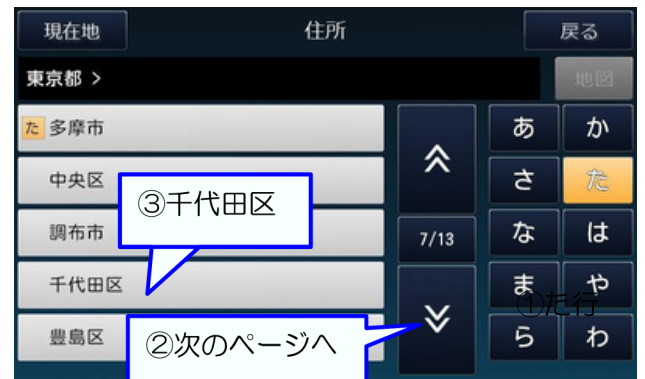 現在地 住所 戻る
東京都 > 地図
た 多摩市
中央区
調布市
千代田区
豊島区
7/13
あ か
さ た
な は
ま や
ら わ
①た行
②次のページへ
③千代田区